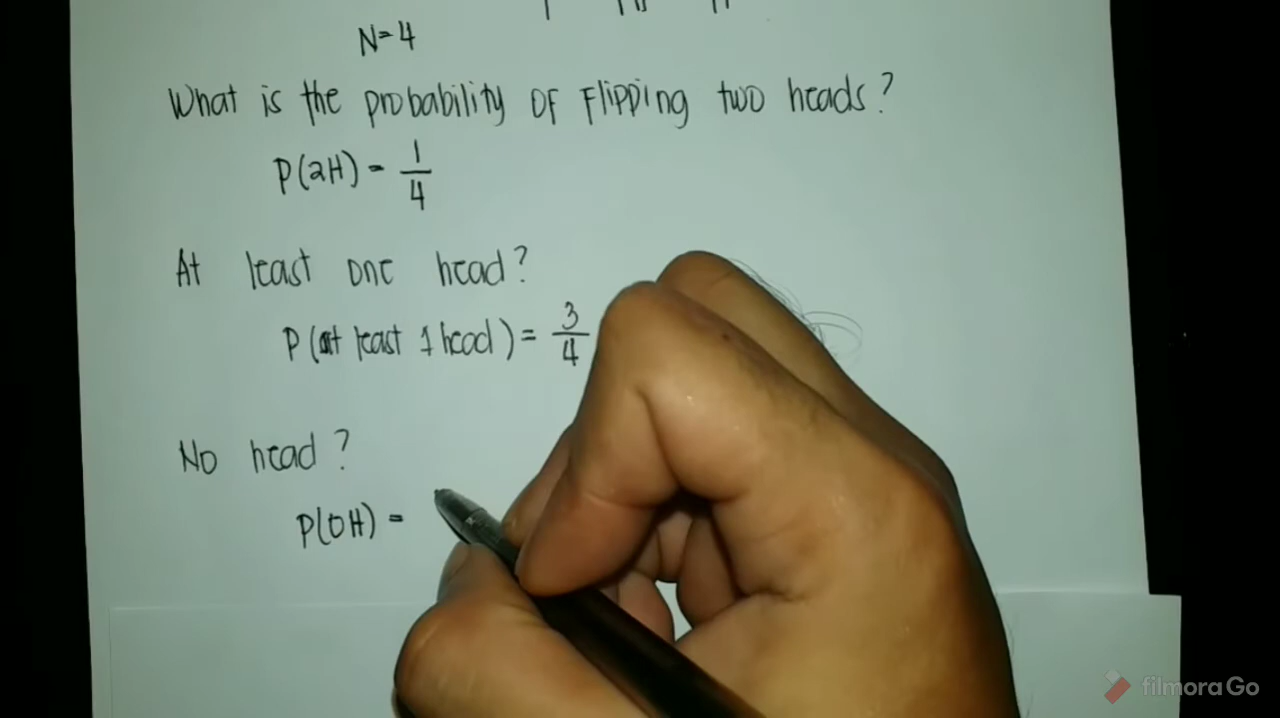 N=4
What is the probability of flipping two heads?
P(2H) = 1/4
At least one head?
P(at least 1 head) = 3/4
No head?
P(0H) =
filmoraGo